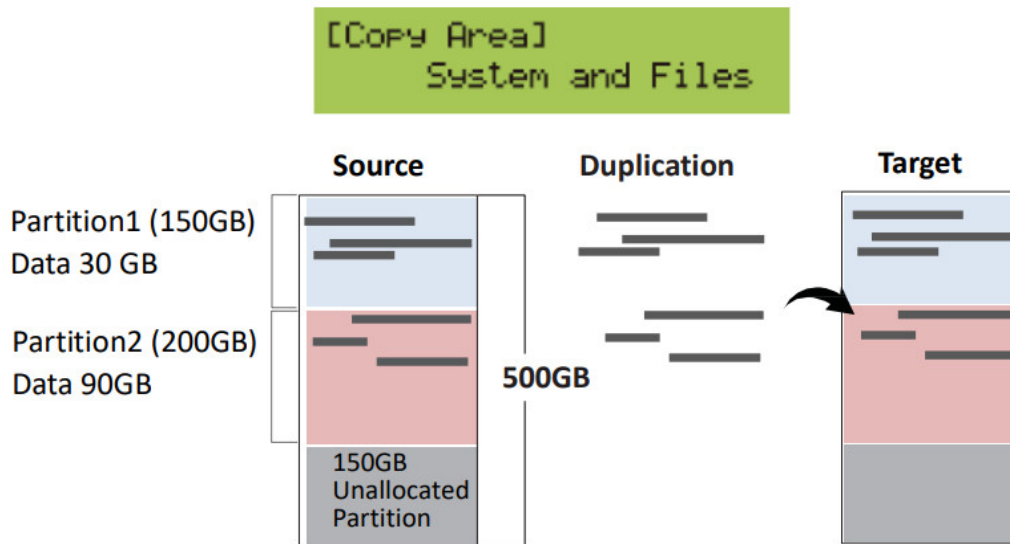 [Copy Area]
System and Files
Source
Duplication
Target
Partition1 (150GB)
Data 30 GB
Partition2 (200GB)
Data 90GB
500GB
150GB
Unallocated
Partition